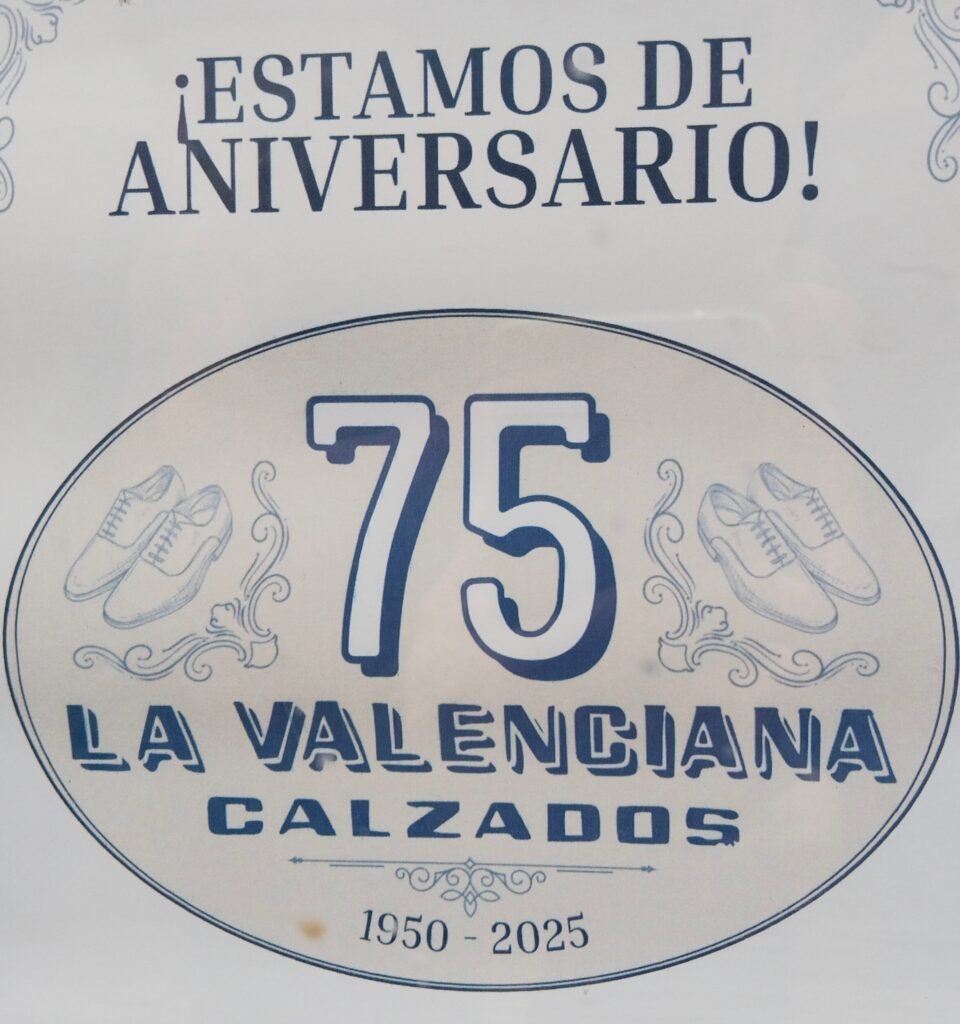 ¡ESTAMOS DE
ANIVERSARIO!
75
LA VALENCIANA
CALZADOS
1950 - 2025